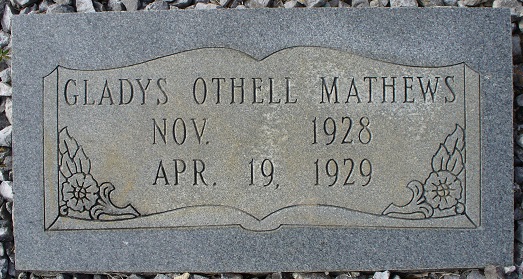 GLADYS OTHELL MATHEWS
NOV. 1928
APR. 19, 1929